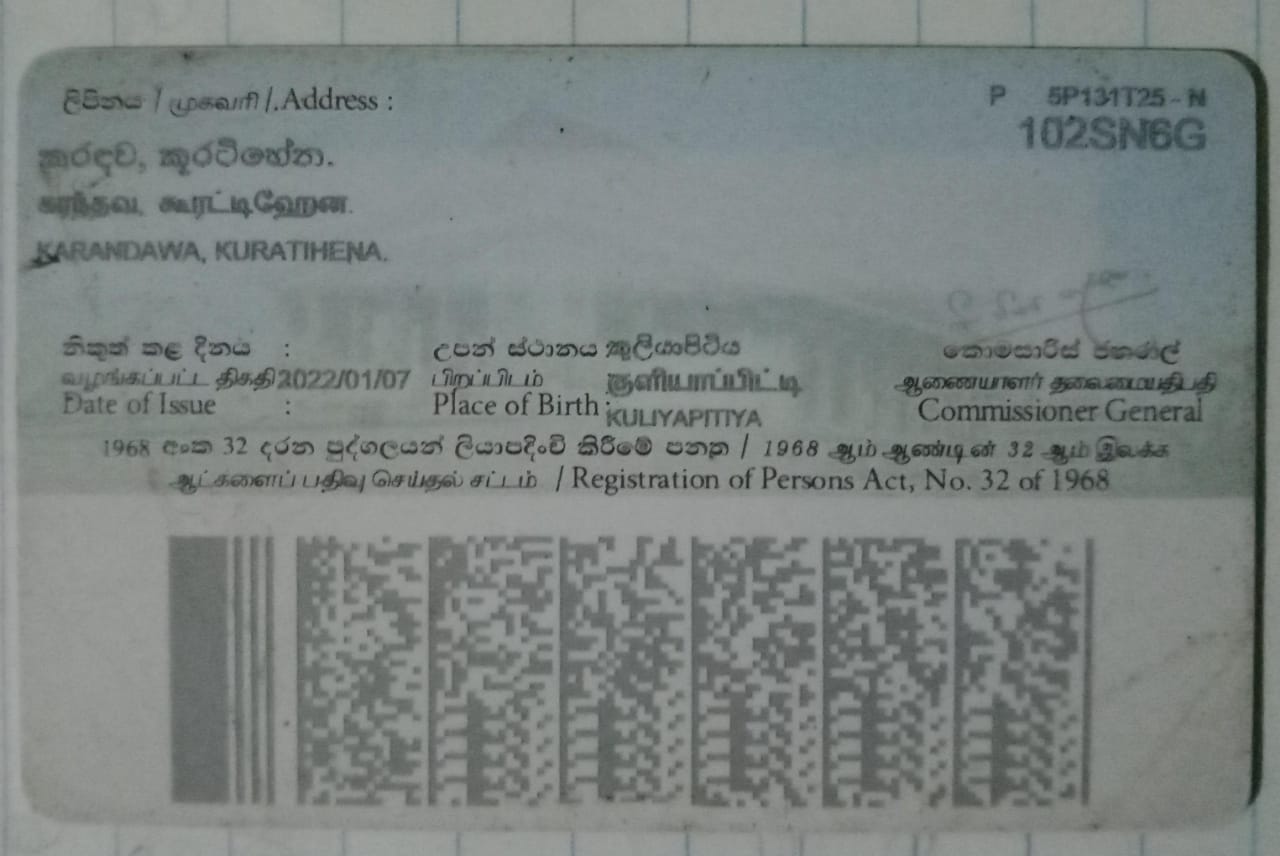 ලිපිනය / முகவரி /.Address :
P 5P131T25 - N
102SN6G
කරඳව, කූරටිහේන.
கரந்தவ, கூரட்டிஹேன.
KARANDAWA, KURATIHENA.
නිකුත් කළ දිනය : උපන් ස්ථානය කුලියාපිටිය කොමසාරිස් ජනරාල්
வழங்கப்பட்ட திகதி 2022/01/07 பிறப்பிடம் குளியாப்பிட்டி ஆணையாளர் தலைமையதிபதி
Date of Issue : Place of Birth : KULIYAPITIYA Commissioner General
1968 අංක 32 දරන පුද්ගලයන් ලියාපදිංචි කිරීමේ පනත / 1968 ஆம் ஆண்டின் 32 ஆம் இலக்க
ஆட்களைப் பதிவு செய்தல் சட்டம் / Registration of Persons Act, No. 32 of 1968